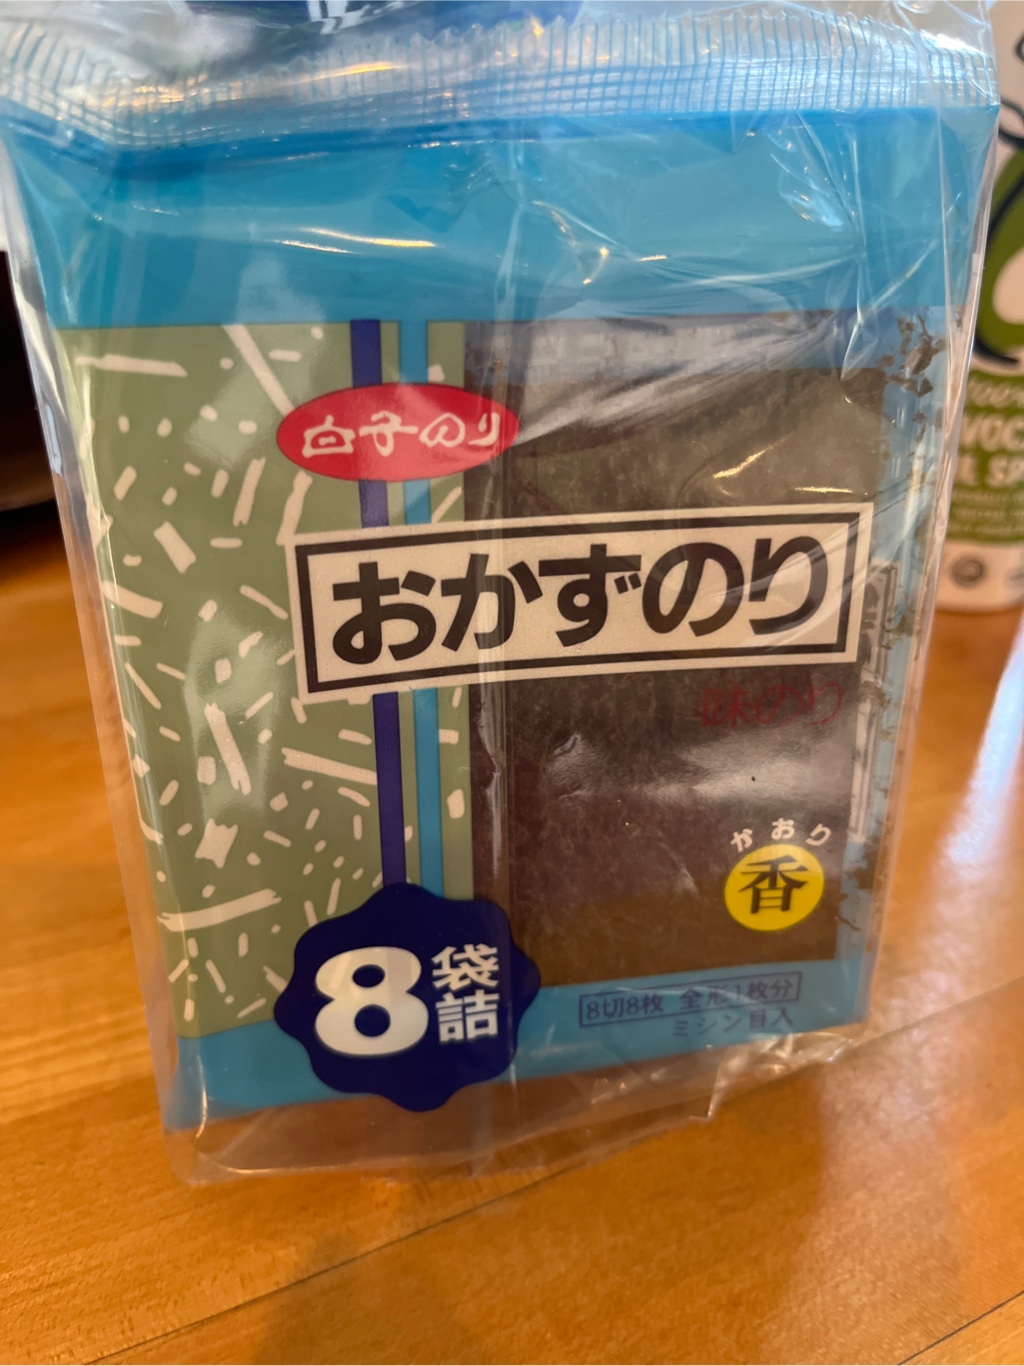 白子のり
おかずのり
味のり
かおり
香
8袋詰
8切8枚 全形1枚分
ミシン目入
100%